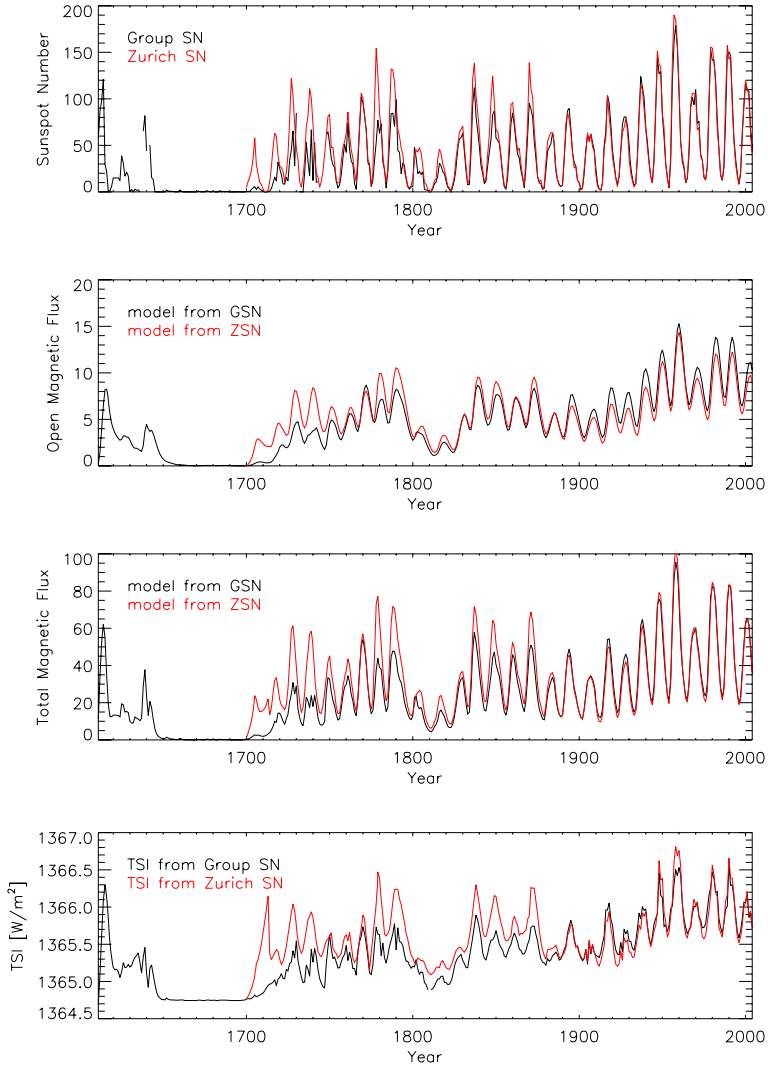 200
150
100
50
0
Sunspot Number
Group SN
Zurich SN
1700 1800 1900 2000
Year
20
15
10
5
0
Open Magnetic Flux
model from GSN
model from ZSN
1700 1800 1900 2000
Year
100
80
60
40
20
0
Total Magnetic Flux
model from GSN
model from ZSN
1700 1800 1900 2000
Year
1367.0
1366.5
1366.0
1365.5
1365.0
1364.5
TSI [W/m²]
TSI from Group SN
TSI from Zurich SN
1700 1800 1900 2000
Year